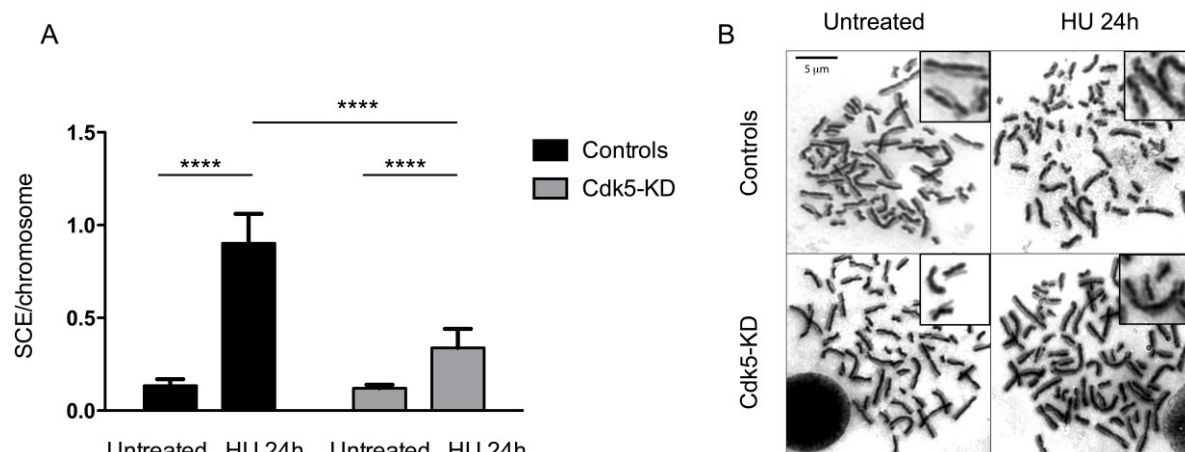 A
****
****
****
1.5
1.0
0.5
0.0
SCE/chromosome
Untreated HU 24h Untreated HU 24h
Controls
Cdk5-KD
B
Untreated HU 24h
Controls
Cdk5-KD
5 µm